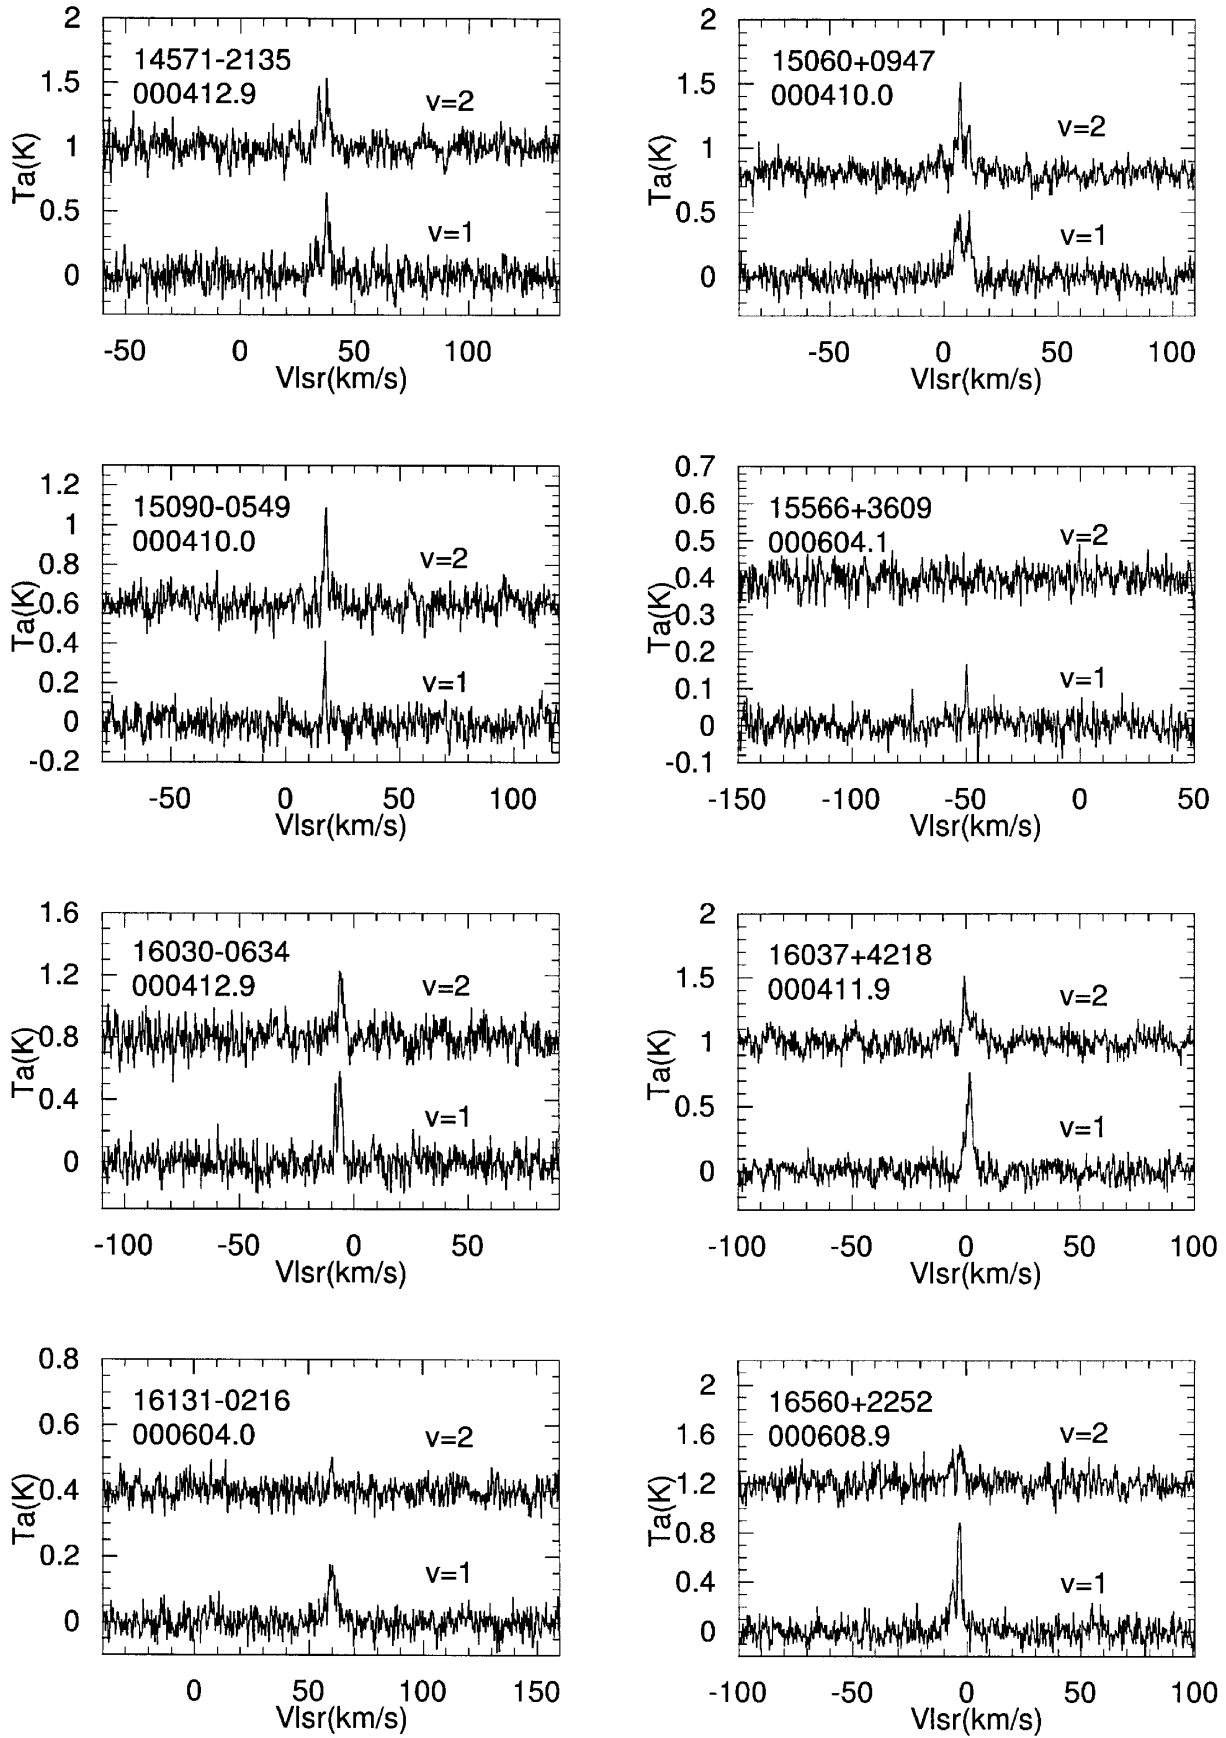 2
1.5
1
0.5
0
Ta(K)
14571-2135
000412.9
v=2
v=1
-50 0 50 100
Vlsr(km/s)
2
1.5
1
0.5
0
Ta(K)
15060+0947
000410.0
v=2
v=1
-50 0 50 100
Vlsr(km/s)
1.2
1
0.8
0.6
0.4
0.2
0
-0.2
Ta(K)
15090-0549
000410.0
v=2
v=1
-50 0 50 100
Vlsr(km/s)
0.7
0.6
0.5
0.4
0.3
0.2
0.1
0
-0.1
Ta(K)
15566+3609
000604.1
v=2
v=1
-150 -100 -50 0 50
Vlsr(km/s)
1.6
1.2
0.8
0.4
0
Ta(K)
16030-0634
000412.9
v=2
v=1
-100 -50 0 50
Vlsr(km/s)
2
1.5
1
0.5
0
Ta(K)
16037+4218
000411.9
v=2
v=1
-100 -50 0 50 100
Vlsr(km/s)
0.8
0.6
0.4
0.2
0
Ta(K)
16131-0216
000604.0
v=2
v=1
0 50 100 150
Vlsr(km/s)
2
1.6
1.2
0.8
0.4
0
Ta(K)
16560+2252
000608.9
v=2
v=1
-100 -50 0 50 100
Vlsr(km/s)